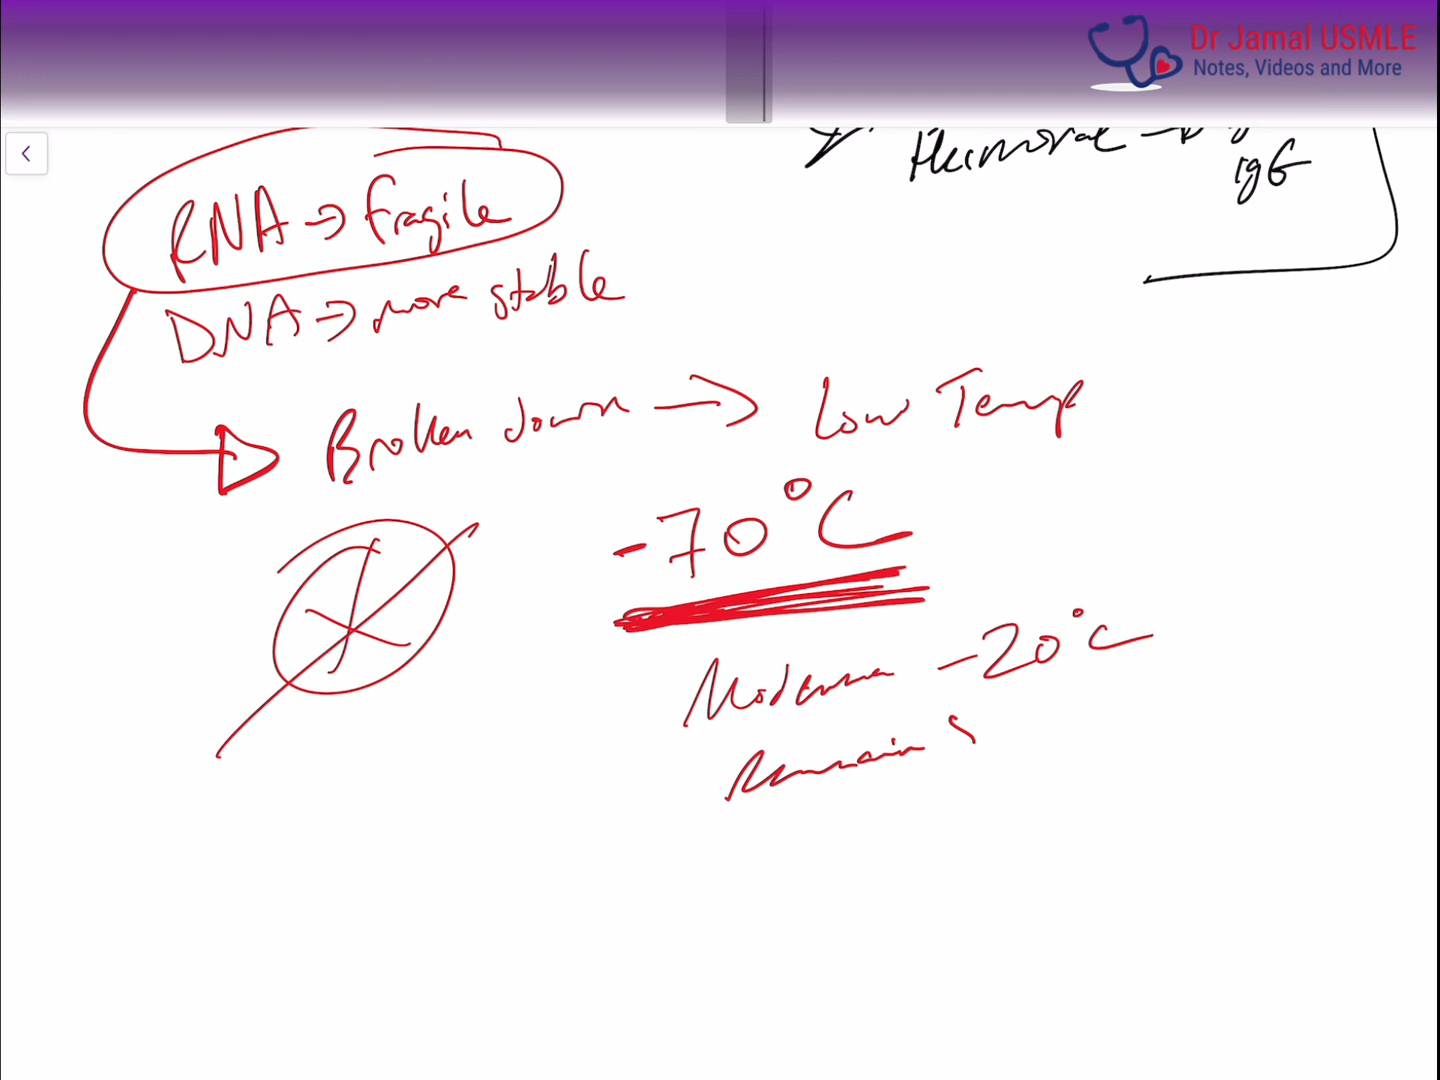 Dr Jamal USMLE
Notes, Videos and More
Humoral →
IgG
RNA → fragile
DNA → more stable
Broken down → Low Temp
-70°C
Moderna -20°C
Remain s